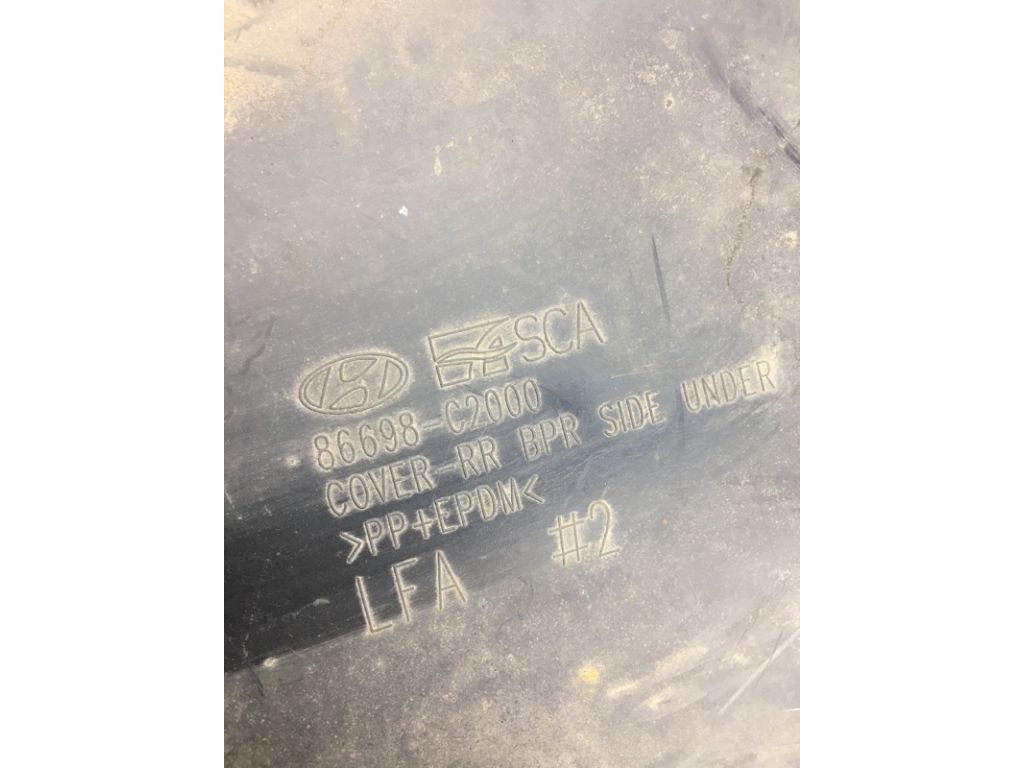 SCA
86698-C2000
COVER-RR BPR SIDE UNDER
>PP+EPDM<
LFA #2